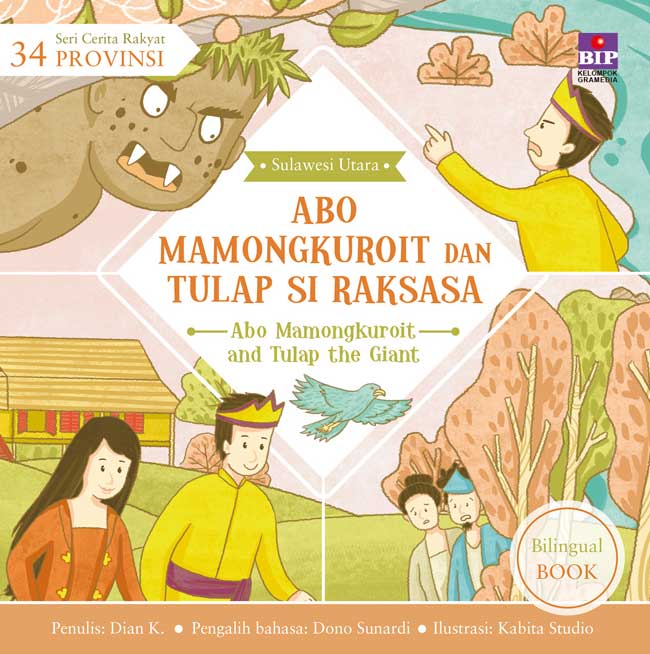 34 Seri Cerita Rakyat
PROVINSI
BIP
KELOMPOK
GRAMEDIA
• Sulawesi Utara •
ABO
MAMONGKUROIT DAN
TULAP SI RAKSASA
Abo Mamongkuroit
and Tulap the Giant
Bilingual
BOOK
Penulis: Dian K. • Pengalih bahasa: Dono Sunardi • Ilustrasi: Kabita Studio